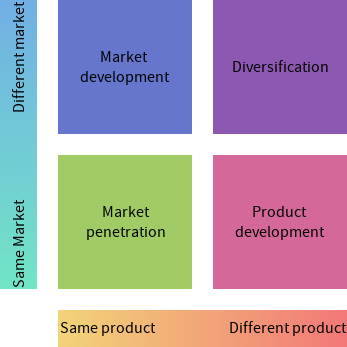 Different market
Market
development
Diversification
Same Market
Market
penetration
Product
development
Same product
Different product